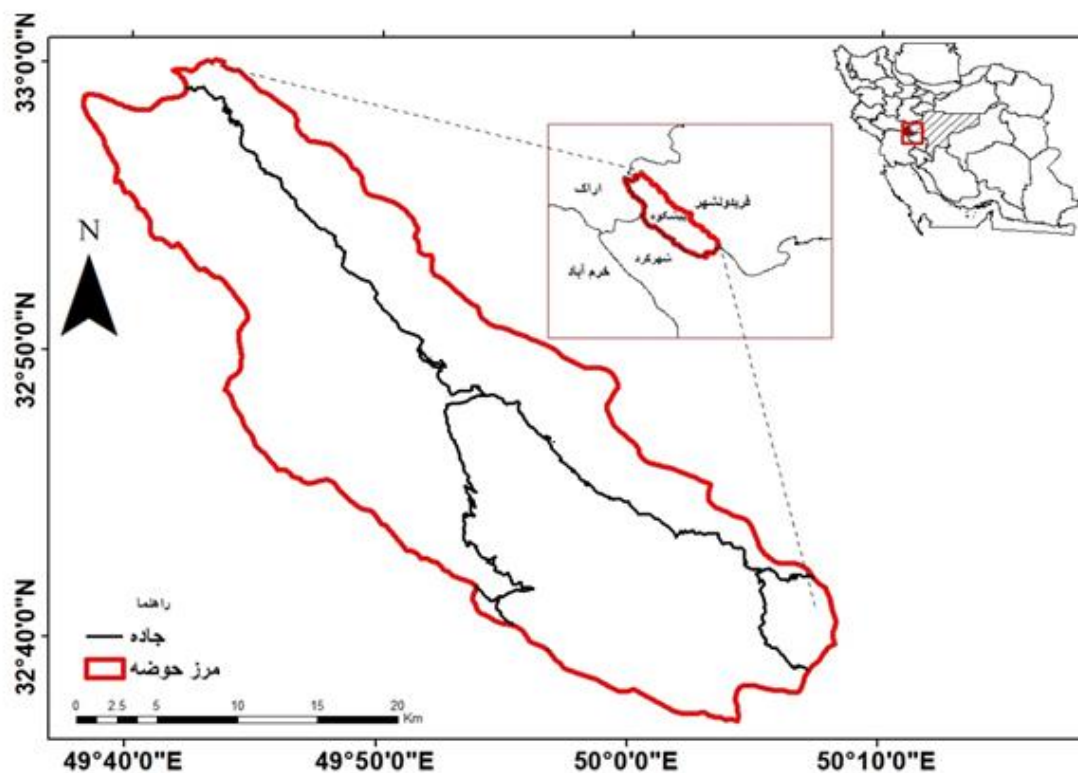 33°0'0"N
32°50'0"N
32°40'0"N
N
اراک
فریدونشهر
پیشکوه
شهرکرد
خرم آباد
راهنما
جاده
مرز حوضه
0 2.5 5 10 15 20
Km
49°40'0"E 49°50'0"E 50°0'0"E 50°10'0"E